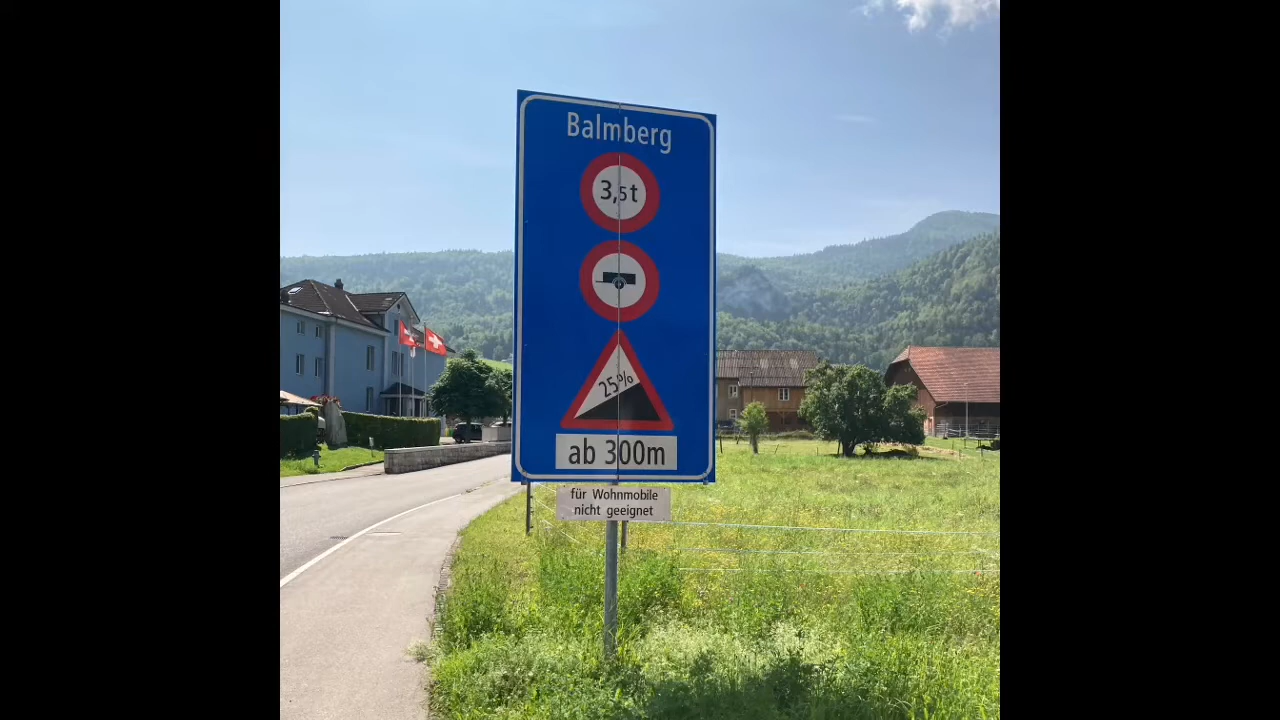 Balmberg
3,5t
25%
ab 300m
für Wohnmobile
nicht geeignet